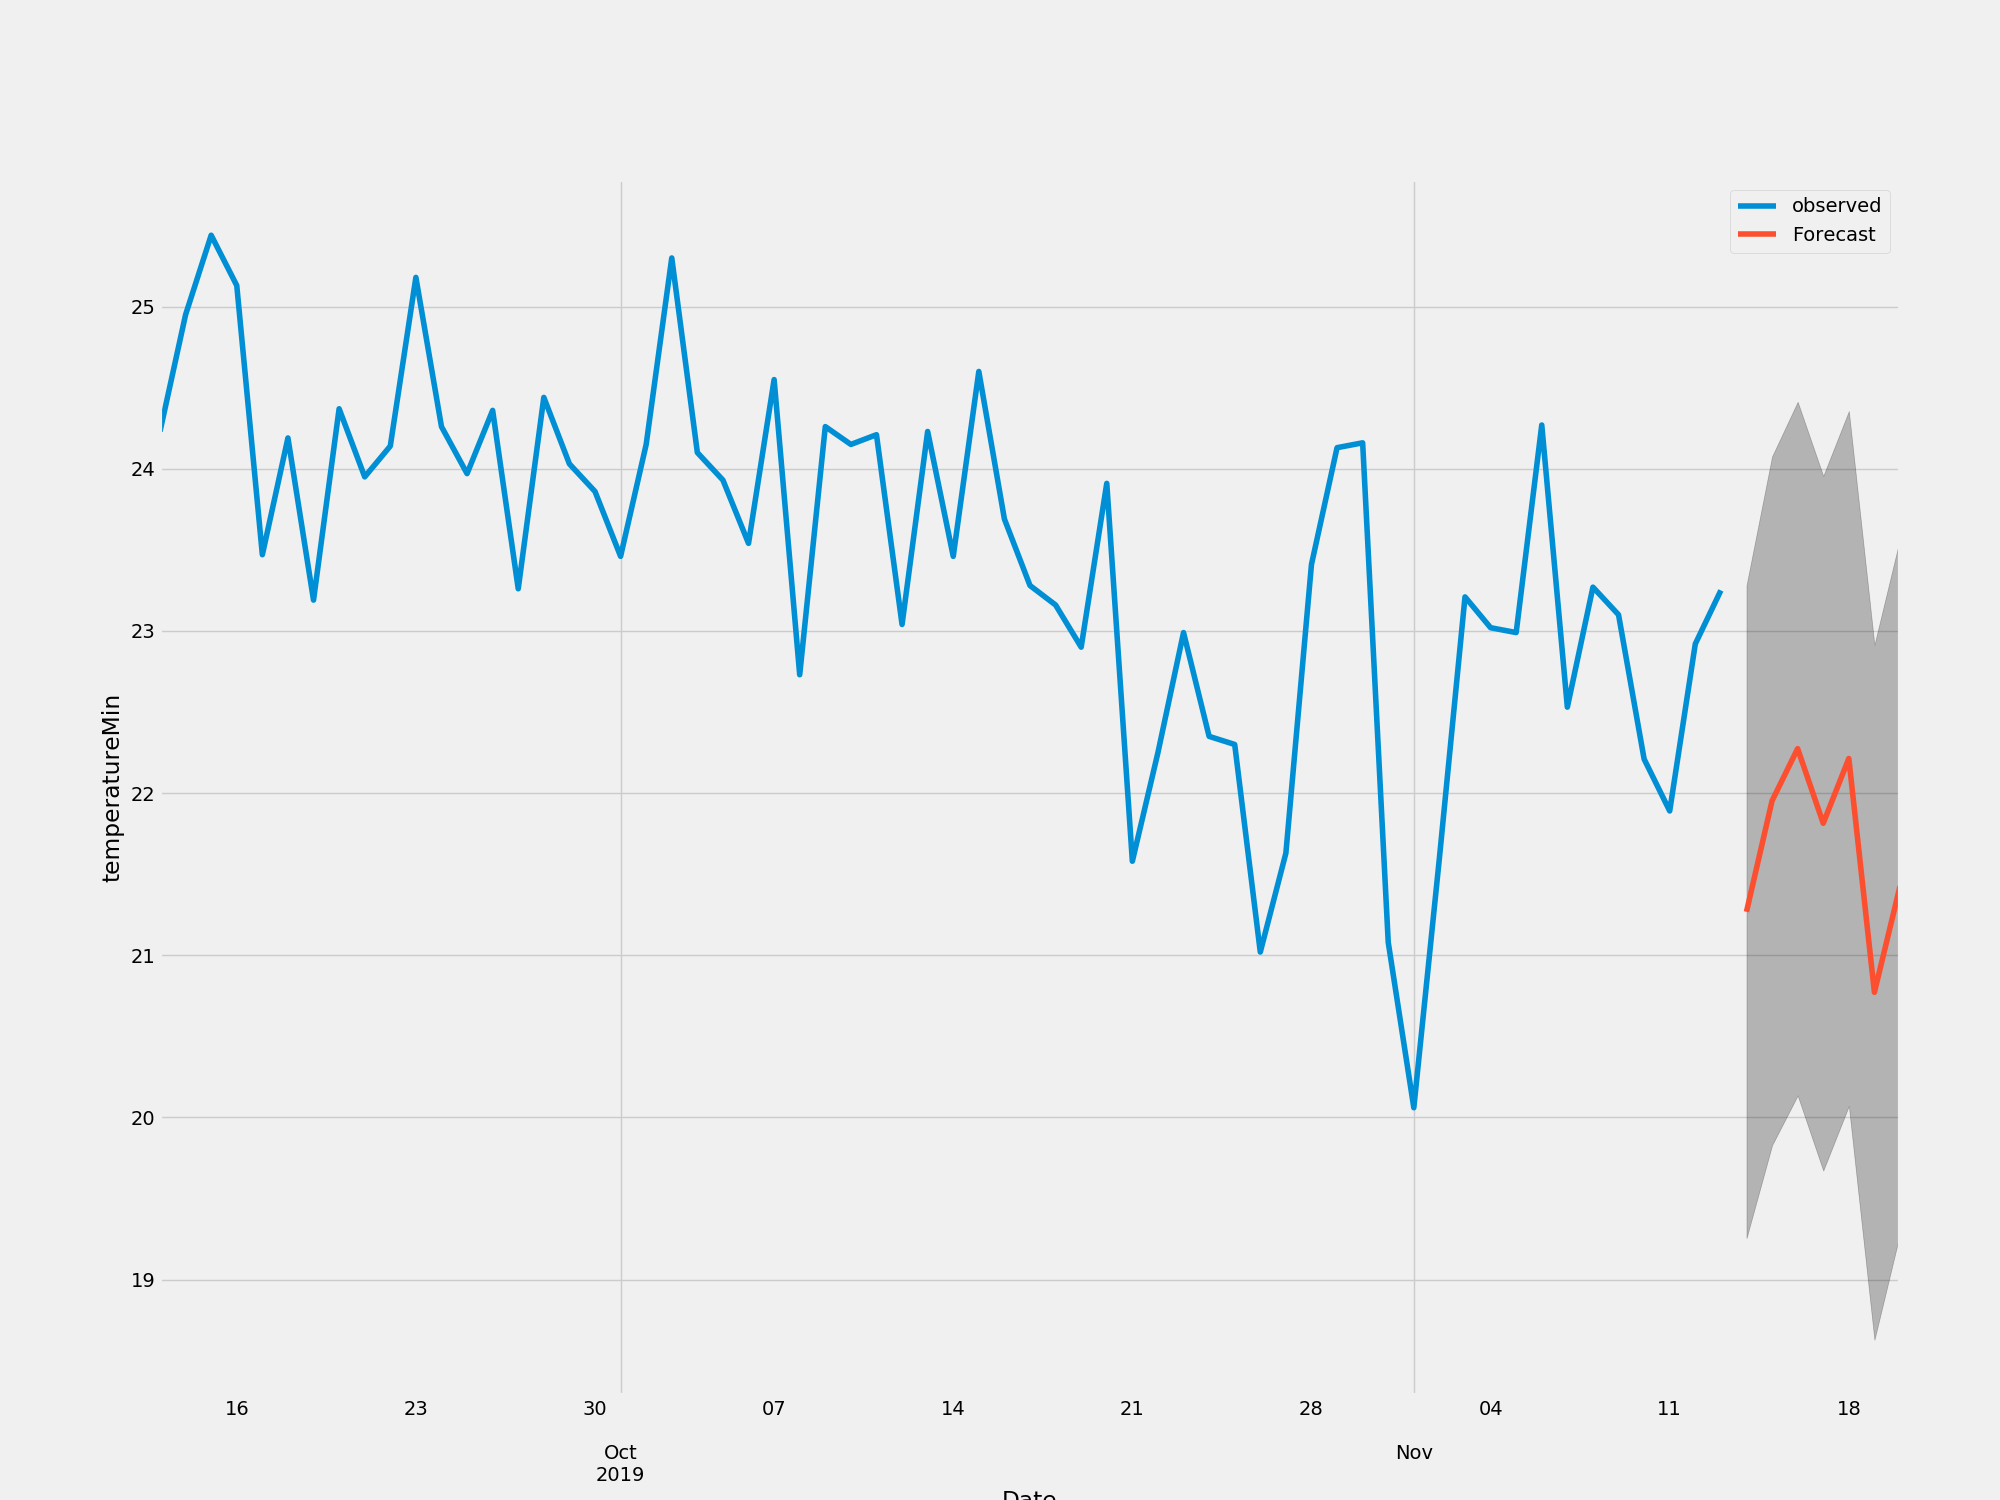 observed
Forecast
25
24
23
22
21
20
19
temperatureMin
16 23 30 07 14 21 28 04 11 18
Oct Nov
2019
Date